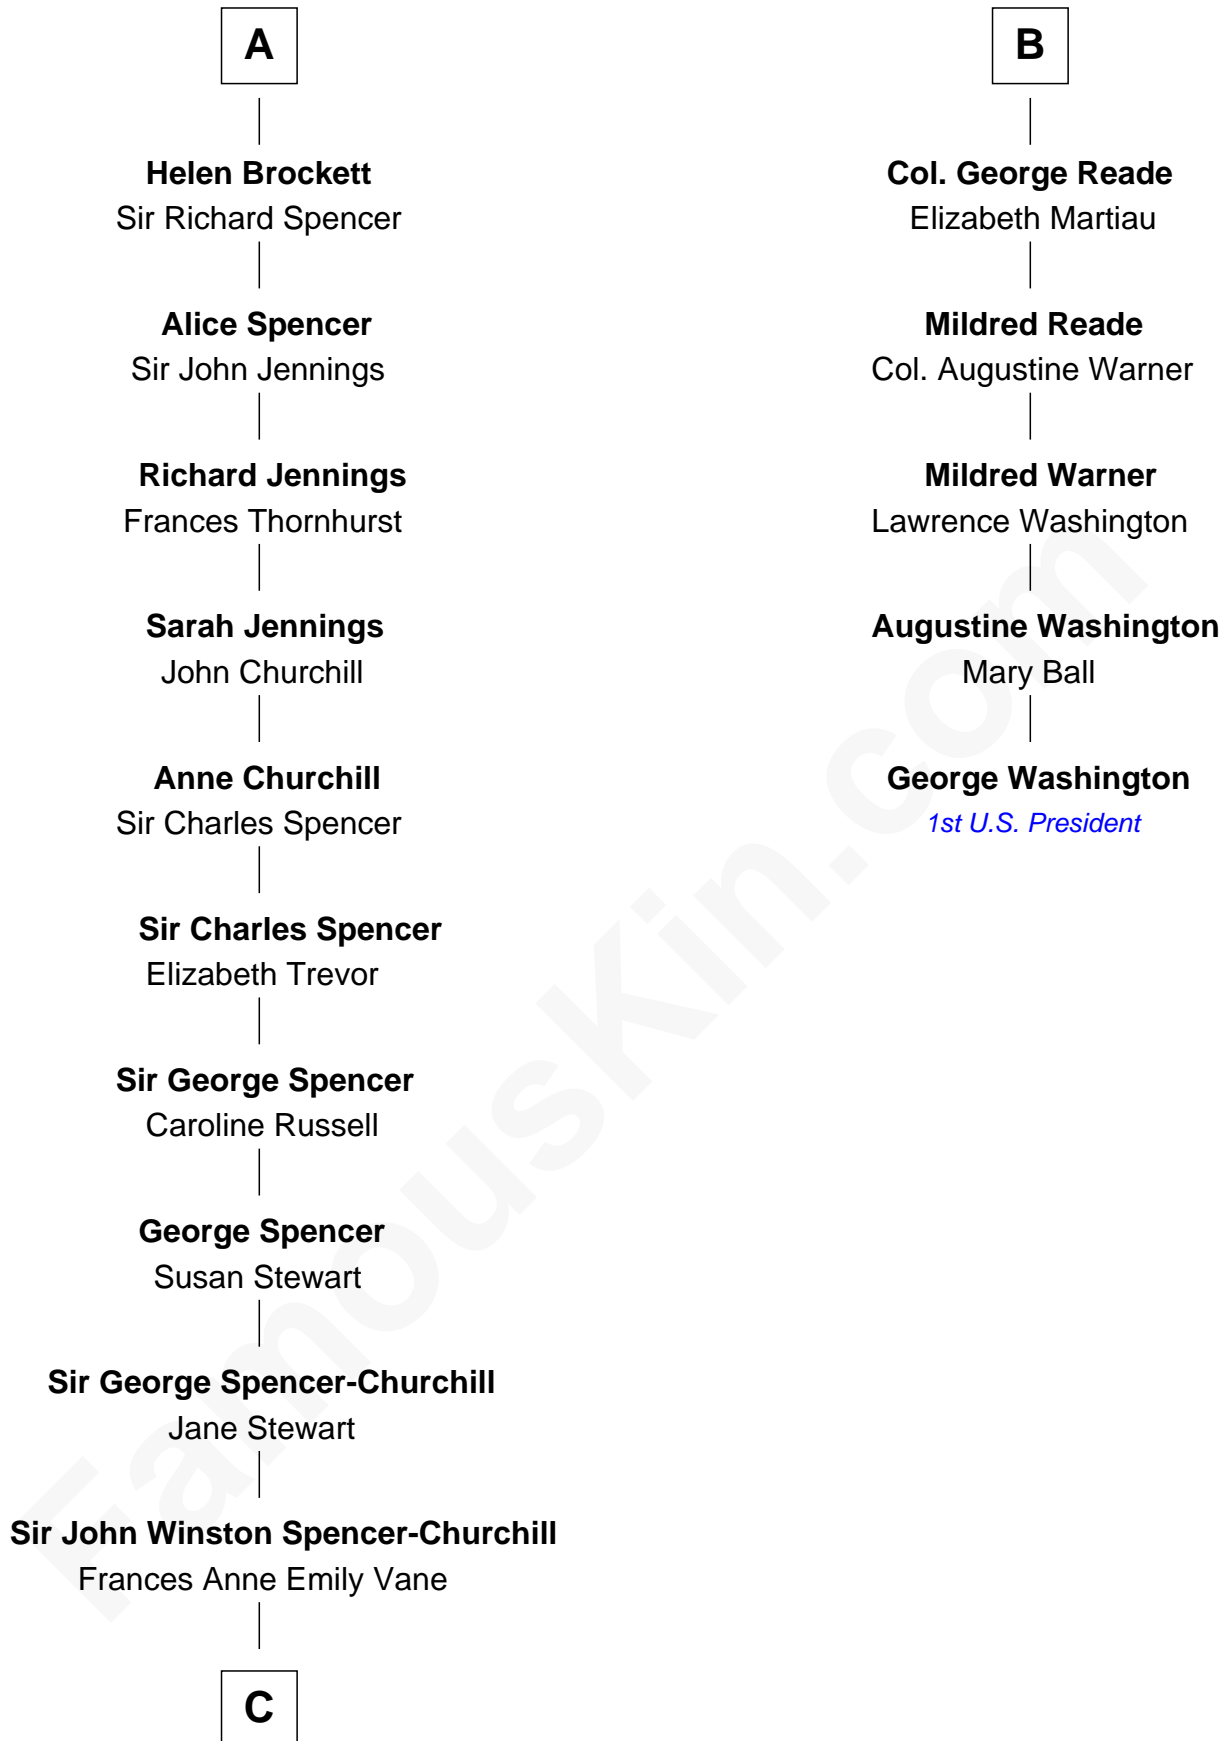 A
Helen Brockett
Sir Richard Spencer
Alice Spencer
Sir John Jennings
Richard Jennings
Frances Thornhurst
Sarah Jennings
John Churchill
Anne Churchill
Sir Charles Spencer
Sir Charles Spencer
Elizabeth Trevor
Sir George Spencer
Caroline Russell
George Spencer
Susan Stewart
Sir George Spencer-Churchill
Jane Stewart
Sir John Winston Spencer-Churchill
Frances Anne Emily Vane
C
B
Col. George Reade
Elizabeth Martiau
Mildred Reade
Col. Augustine Warner
Mildred Warner
Lawrence Washington
Augustine Washington
Mary Ball
George Washington
1st U.S. President
FamousKin.com